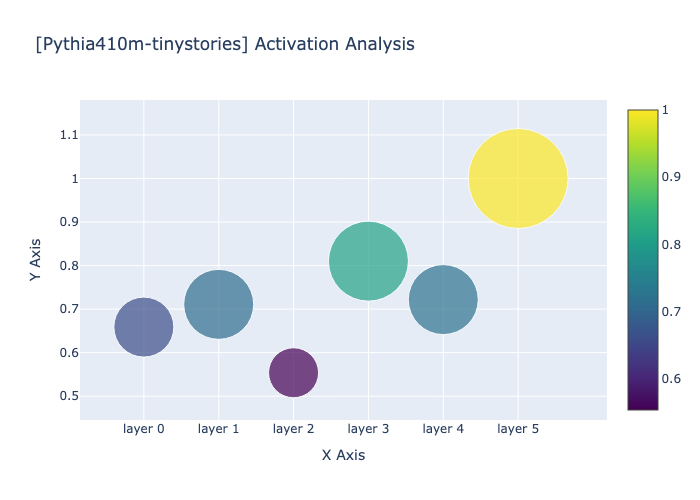 [Pythia410m-tinystories] Activation Analysis
1.1
1
0.9
0.8
0.7
0.6
0.5
Y Axis
layer 0
layer 1
layer 2
layer 3
layer 4
layer 5
X Axis
1
0.9
0.8
0.7
0.6